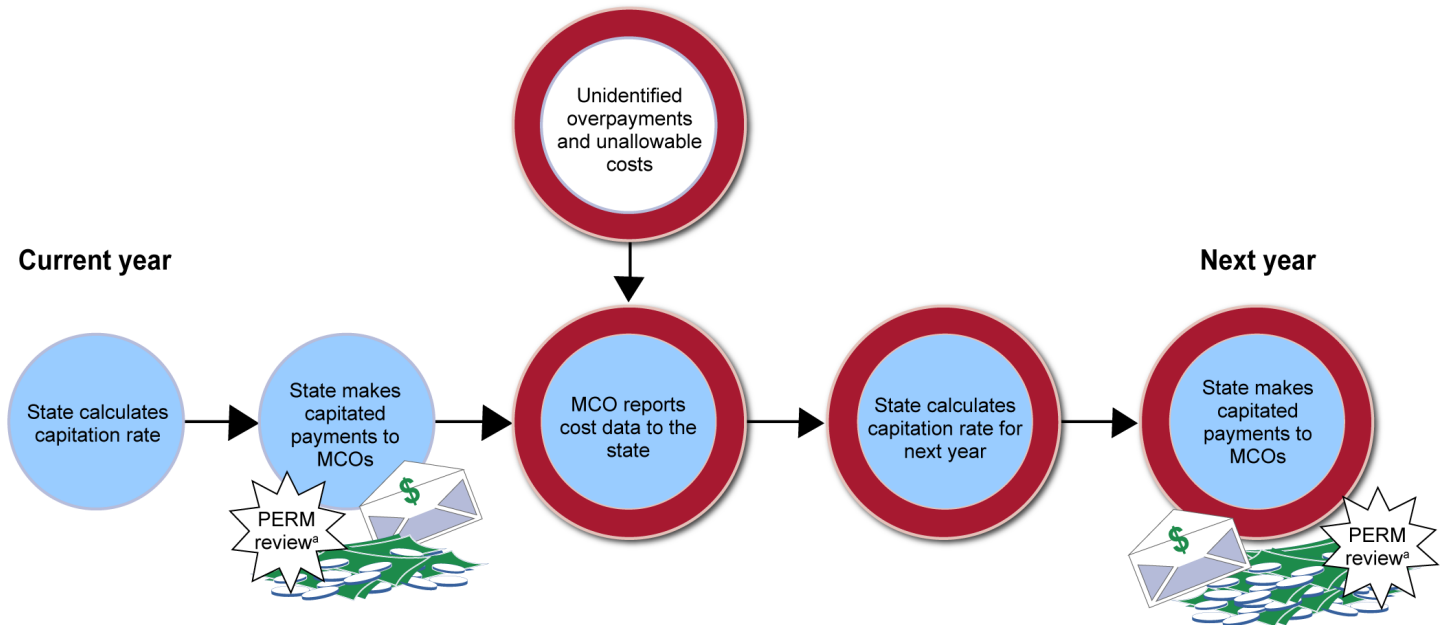 Unidentified
overpayments
and unallowable
costs
Current year
Next year
State calculates
capitation rate
State makes
capitated
payments to
MCOs
$
PERM
reviewᵃ
MCO reports
cost data to the
state
State calculates
capitation rate for
next year
State makes
capitated
payments to
MCOs
$
PERM
reviewᵃ